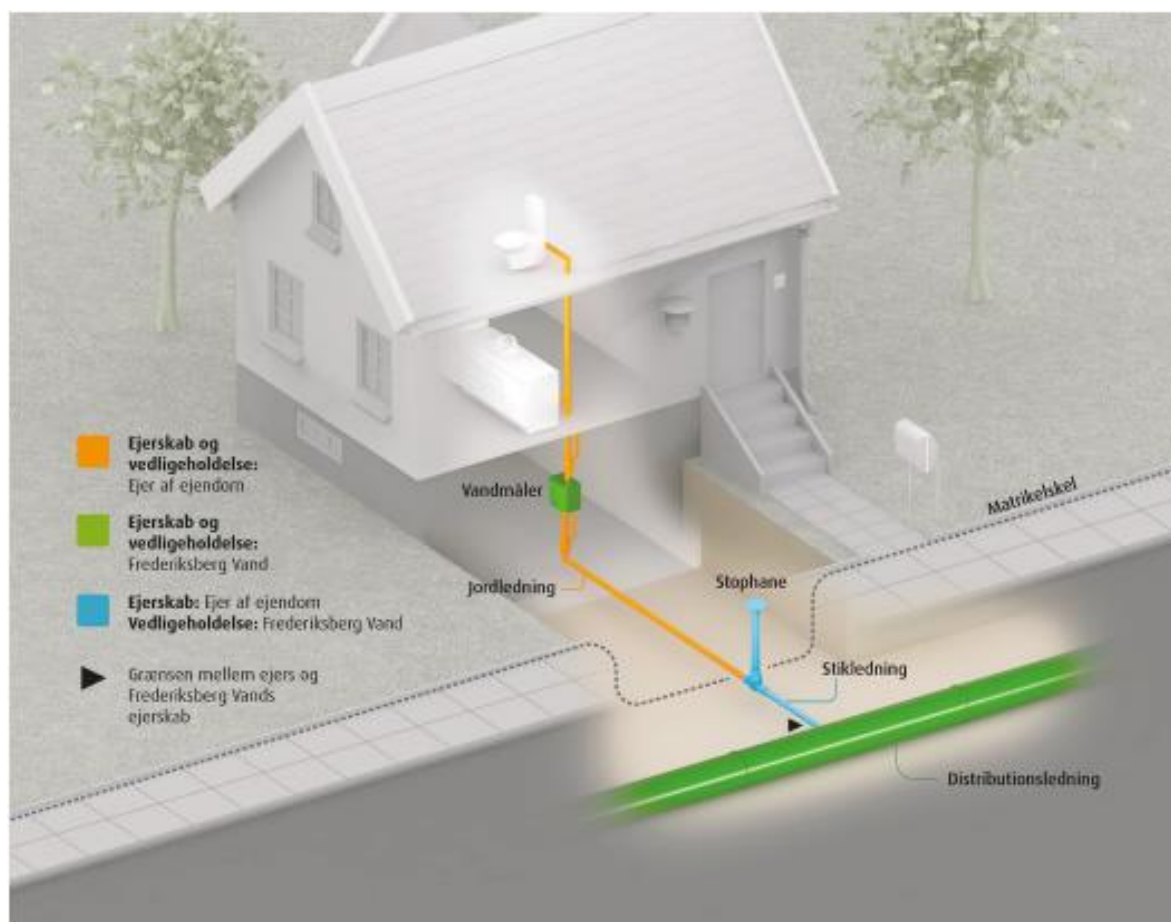 Ejerskab og
vedligeholdelse:
Ejer af ejendom
Ejerskab og
vedligeholdelse:
Frederiksberg Vand
Ejerskab: Ejer af ejendom
Vedligeholdelse: Frederiksberg Vand
Grænsen mellem ejers og
Frederiksberg Vands
ejerskab
Vandmåler
Jordledning
Stophane
Matrikelskel
Stikledning
Distributionsledning